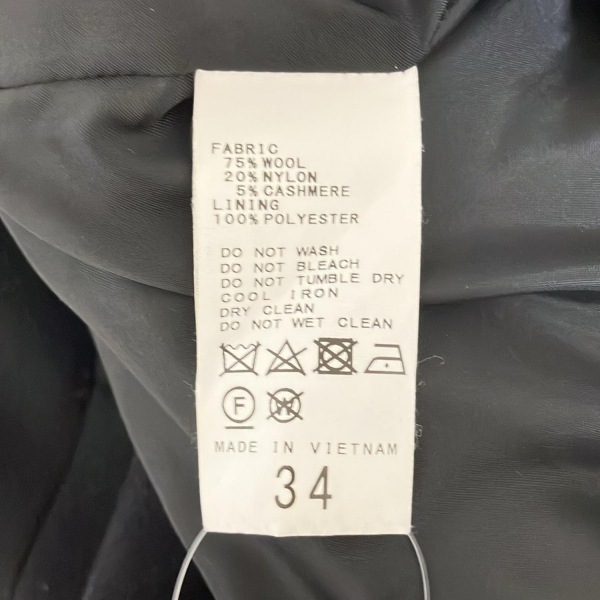 FABRIC
75% WOOL
20% NYLON
5% CASHMERE
LINING
100% POLYESTER
DO NOT WASH
DO NOT BLEACH
DO NOT TUMBLE DRY
COOL IRON
DRY CLEAN
DO NOT WET CLEAN
F W
MADE IN VIETNAM
34